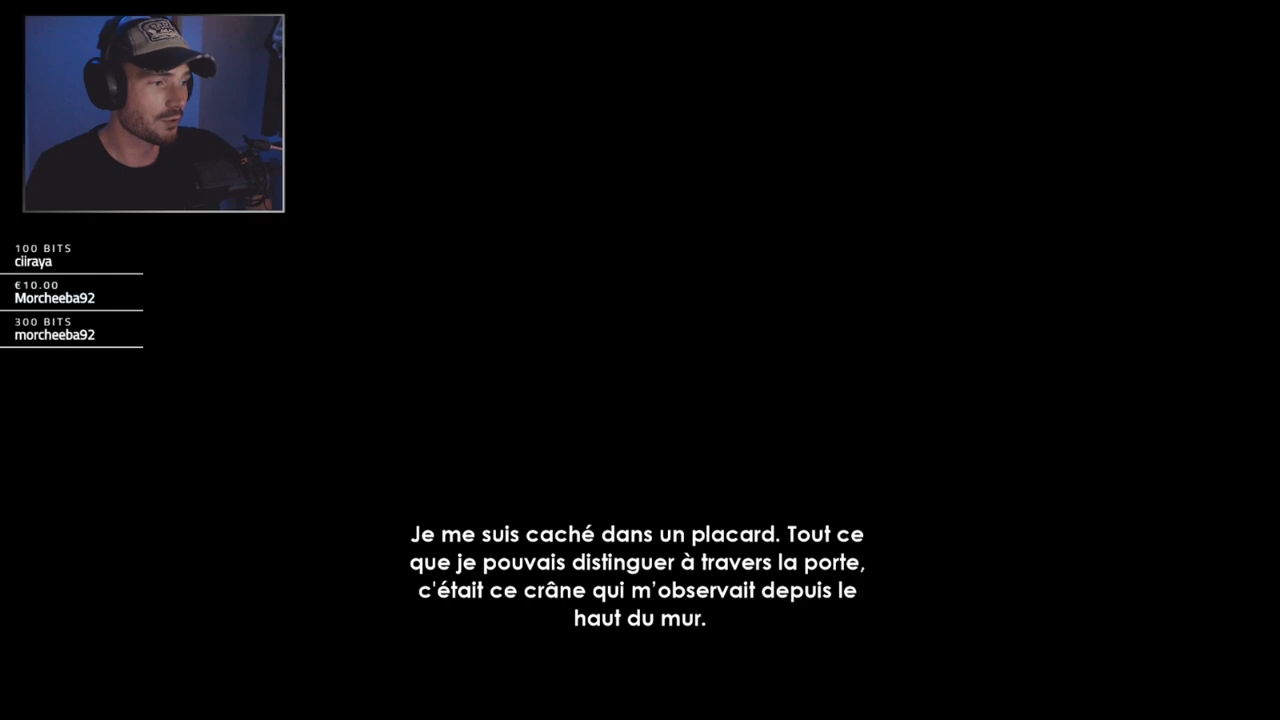 100 BITS
ciiraya
€10.00
Morcheeba92
300 BITS
morcheeba92
Je me suis caché dans un placard. Tout ce
que je pouvais distinguer à travers la porte,
c'était ce crâne qui m’observait depuis le
haut du mur.